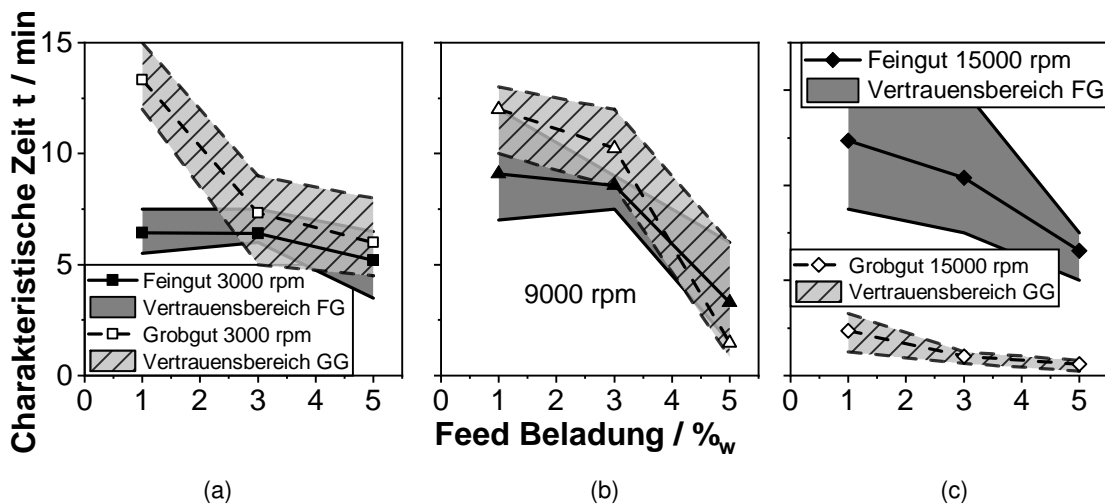 Charakteristische Zeit t / min
15
10
5
0
0 1 2 3 4 5
Feingut 3000 rpm
Vertrauensbereich FG
Grobgut 3000 rpm
Vertrauensbereich GG
(a)
9000 rpm
0 1 2 3 4 5
Feed Beladung / %w
(b)
Feingut 15000 rpm
Vertrauensbereich FG
Grobgut 15000 rpm
Vertrauensbereich GG
0 1 2 3 4 5
(c)